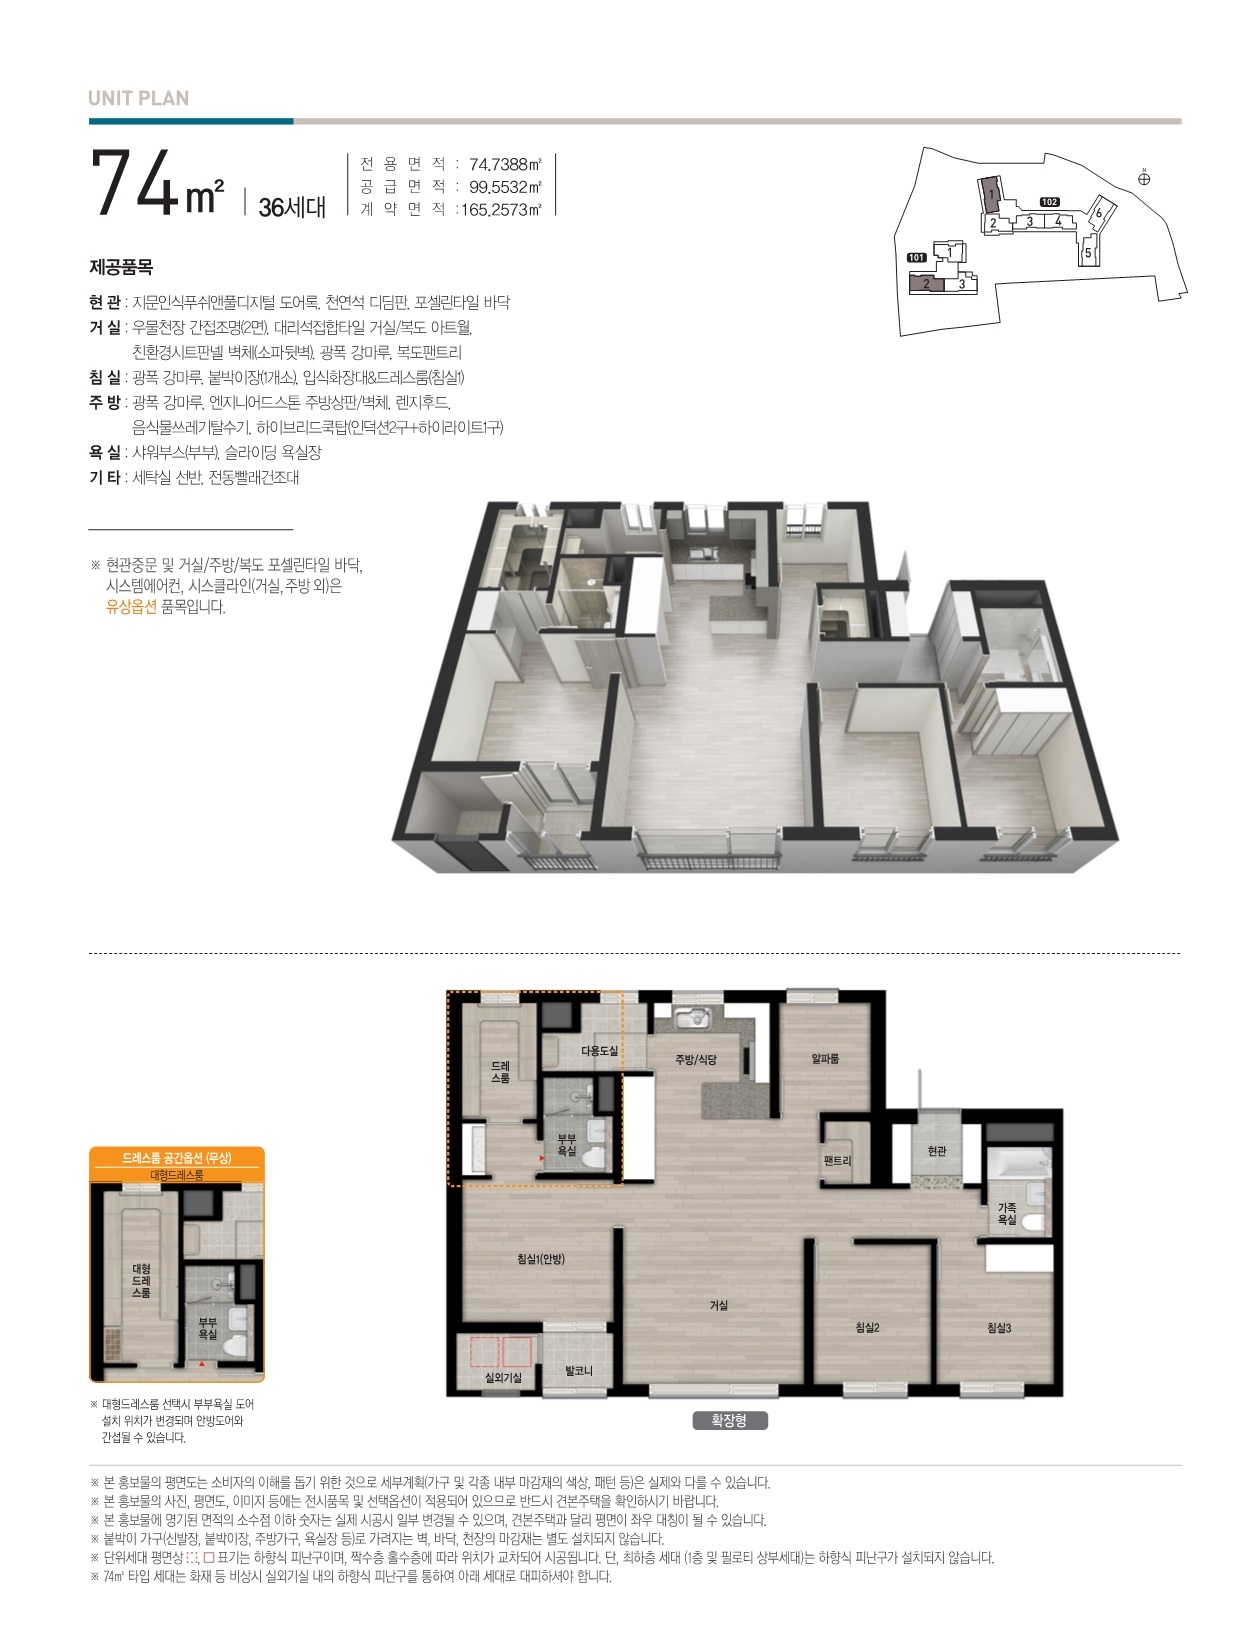 UNIT PLAN
74m² | 36세대
전 용 면 적 : 74.7388㎡
공 급 면 적 : 99.5532㎡
계 약 면 적 : 165.2573㎡
N
102
1
2
3
4
6
5
101
1
2
3
제공품목
현 관 : 지문인식푸쉬앤풀디지털 도어록, 천연석 디딤판, 포셀린타일 바닥
거 실 : 우물천장 간접조명(2면), 대리석접합타일 거실/복도 아트월,
친환경시트판넬 벽체(소파뒷벽), 광폭 강마루, 복도팬트리
침 실 : 광폭 강마루, 붙박이장(1개소), 입식화장대&드레스룸(침실1)
주 방 : 광폭 강마루, 엔지니어드스톤 주방상판/벽체, 렌지후드,
음식물쓰레기탈수기, 하이브리드쿡탑(인덕션2구+하이라이트1구)
욕 실 : 샤워부스(부부), 슬라이딩 욕실장
기 타 : 세탁실 선반, 전동빨래건조대
※ 현관중문 및 거실/주방/복도 포셀린타일 바닥,
시스템에어컨, 시스클라인(거실, 주방 외)은
유상옵션 품목입니다.
드레
스룸
다용도실
주방/식당
알파룸
부부
욕실
팬트리
현관
가족
욕실
침실1(안방)
거실
침실2
침실3
실외기실
발코니
확장형
드레스룸 공간옵션 (무상)
대형드레스룸
대형
드레
스룸
부부
욕실
※ 대형드레스룸 선택시 부부욕실 도어
설치 위치가 변경되며 안방도어와
간섭될 수 있습니다.
※ 본 홍보물의 평면도는 소비자의 이해를 돕기 위한 것으로 세부계획(가구 및 각종 내부 마감재의 색상, 패턴 등)은 실제와 다를 수 있습니다.
※ 본 홍보물의 사진, 평면도, 이미지 등에는 전시품목 및 선택옵션이 적용되어 있으므로 반드시 견본주택을 확인하시기 바랍니다.
※ 본 홍보물에 명기된 면적의 소수점 이하 숫자는 실제 시공시 일부 변경될 수 있으며, 견본주택과 달리 평면이 좌우 대칭이 될 수 있습니다.
※ 붙박이 가구(신발장, 붙박이장, 주방가구, 욕실장 등)로 가려지는 벽, 바닥, 천장의 마감재는 별도 설치되지 않습니다.
※ 단위세대 평면상 ⬚, □ 표기는 하향식 피난구이며, 짝수층 홀수층에 따라 위치가 교차되어 시공됩니다. 단, 최하층 세대 (1층 및 필로티 상부세대)는 하향식 피난구가 설치되지 않습니다.
※ 74㎡ 타입 세대는 화재 등 비상시 실외기실 내의 하향식 피난구를 통하여 아래 세대로 대피하셔야 합니다.